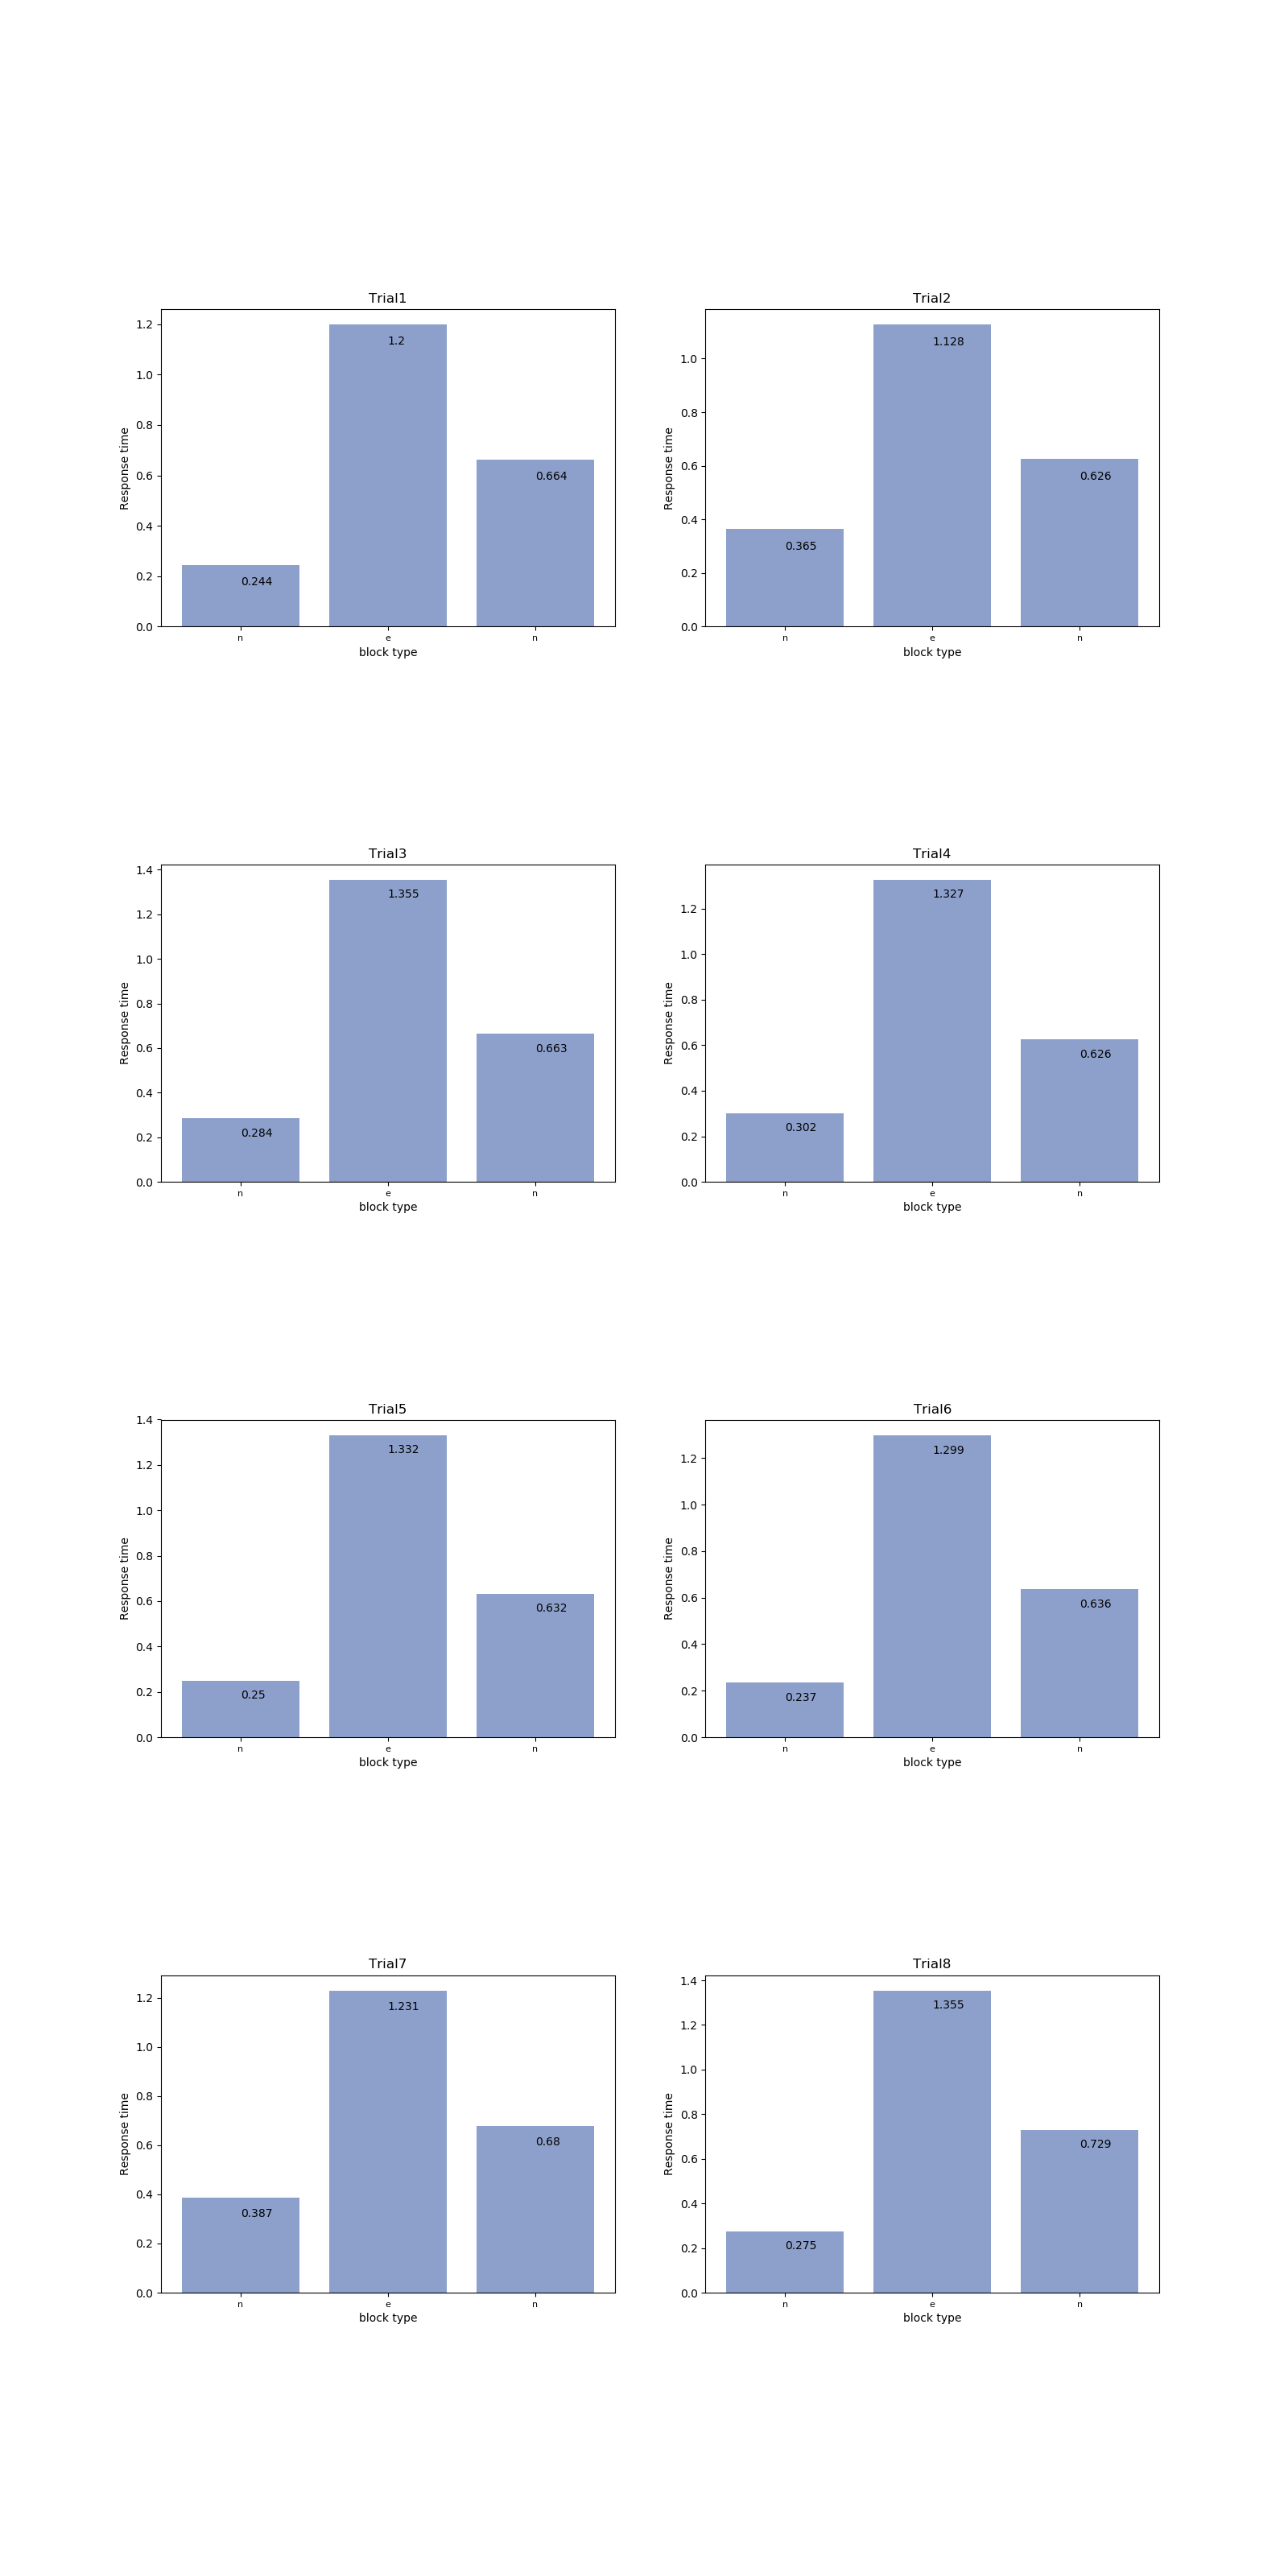 Trial1
1.2
1.0
0.8
0.6
0.4
0.2
0.0
Response time
0.244
1.2
0.664
n e n
block type
Trial2
1.0
0.8
0.6
0.4
0.2
0.0
Response time
0.365
1.128
0.626
n e n
block type
Trial3
1.4
1.2
1.0
0.8
0.6
0.4
0.2
0.0
Response time
0.284
1.355
0.663
n e n
block type
Trial4
1.2
1.0
0.8
0.6
0.4
0.2
0.0
Response time
0.302
1.327
0.626
n e n
block type
Trial5
1.4
1.2
1.0
0.8
0.6
0.4
0.2
0.0
Response time
0.25
1.332
0.632
n e n
block type
Trial6
1.2
1.0
0.8
0.6
0.4
0.2
0.0
Response time
0.237
1.299
0.636
n e n
block type
Trial7
1.2
1.0
0.8
0.6
0.4
0.2
0.0
Response time
0.387
1.231
0.68
n e n
block type
Trial8
1.4
1.2
1.0
0.8
0.6
0.4
0.2
0.0
Response time
0.275
1.355
0.729
n e n
block type